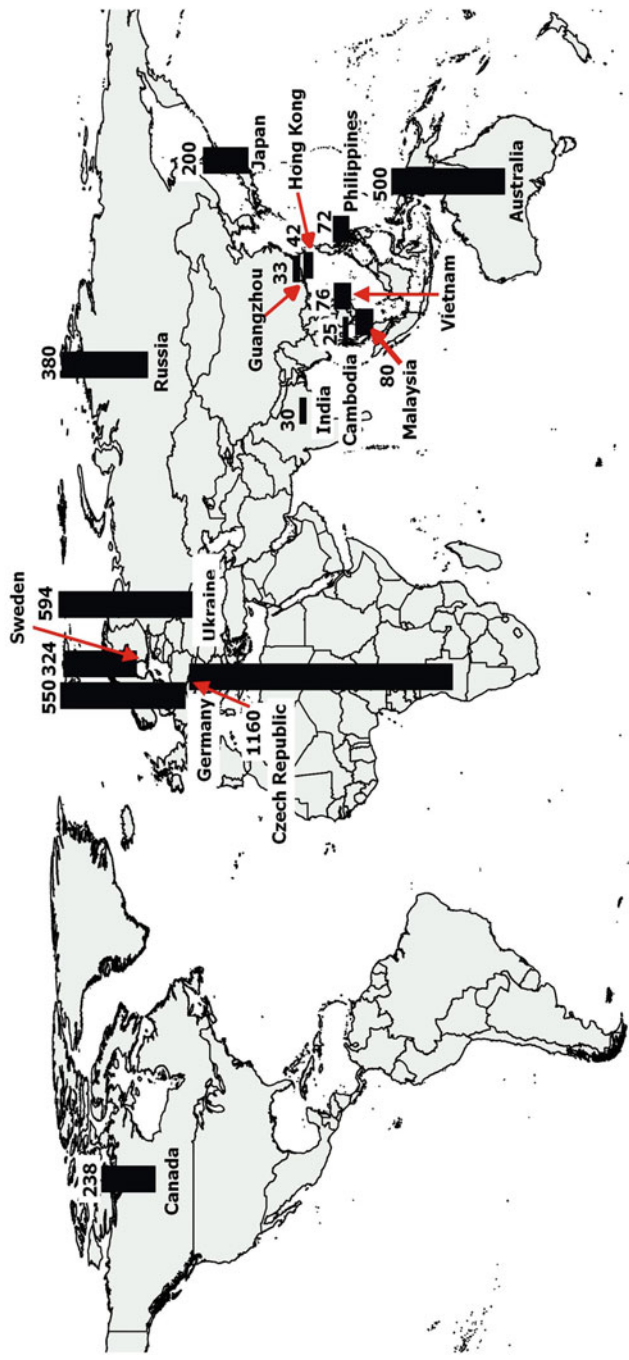 238
Canada
Sweden
550
324
594
Ukraine
Germany
1160
Czech Republic
380
Russia
200
Japan
Hong Kong
Guangzhou
33
42
72
Philippines
76
25
30
India
Cambodia
80
Malaysia
Vietnam
500
Australia